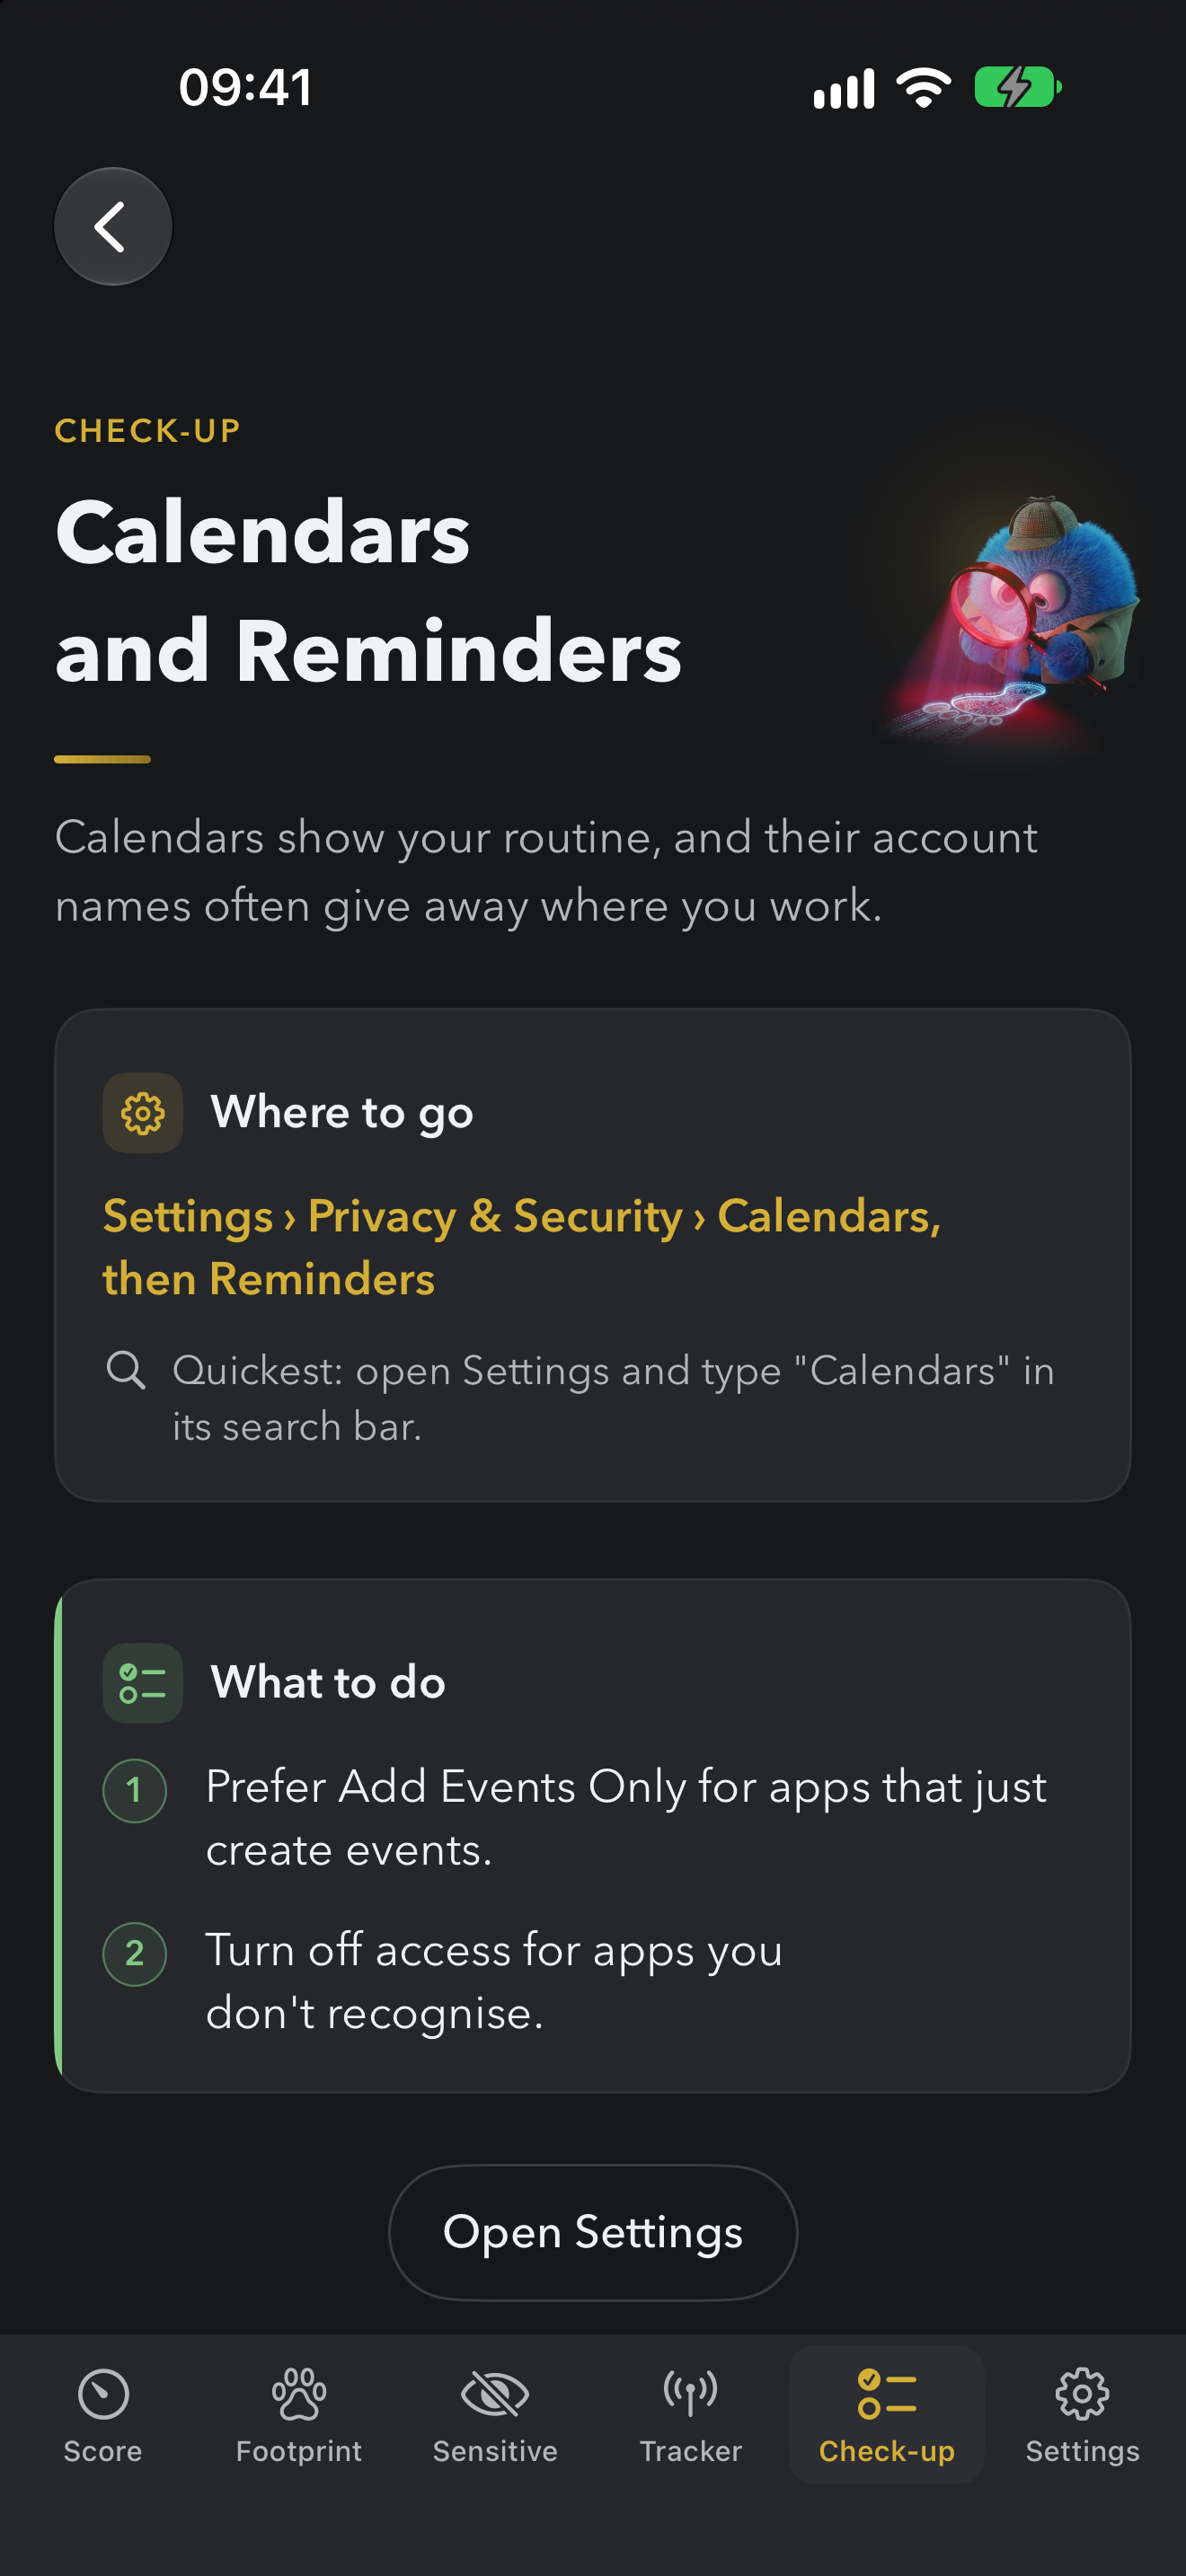 09:41
CHECK-UP
Calendars
and Reminders
Calendars show your routine, and their account
names often give away where you work.
Where to go
Settings › Privacy & Security › Calendars,
then Reminders
Quickest: open Settings and type "Calendars" in
its search bar.
What to do
1 Prefer Add Events Only for apps that just
create events.
2 Turn off access for apps you
don't recognise.
Open Settings
Score Footprint Sensitive Tracker Check-up Settings